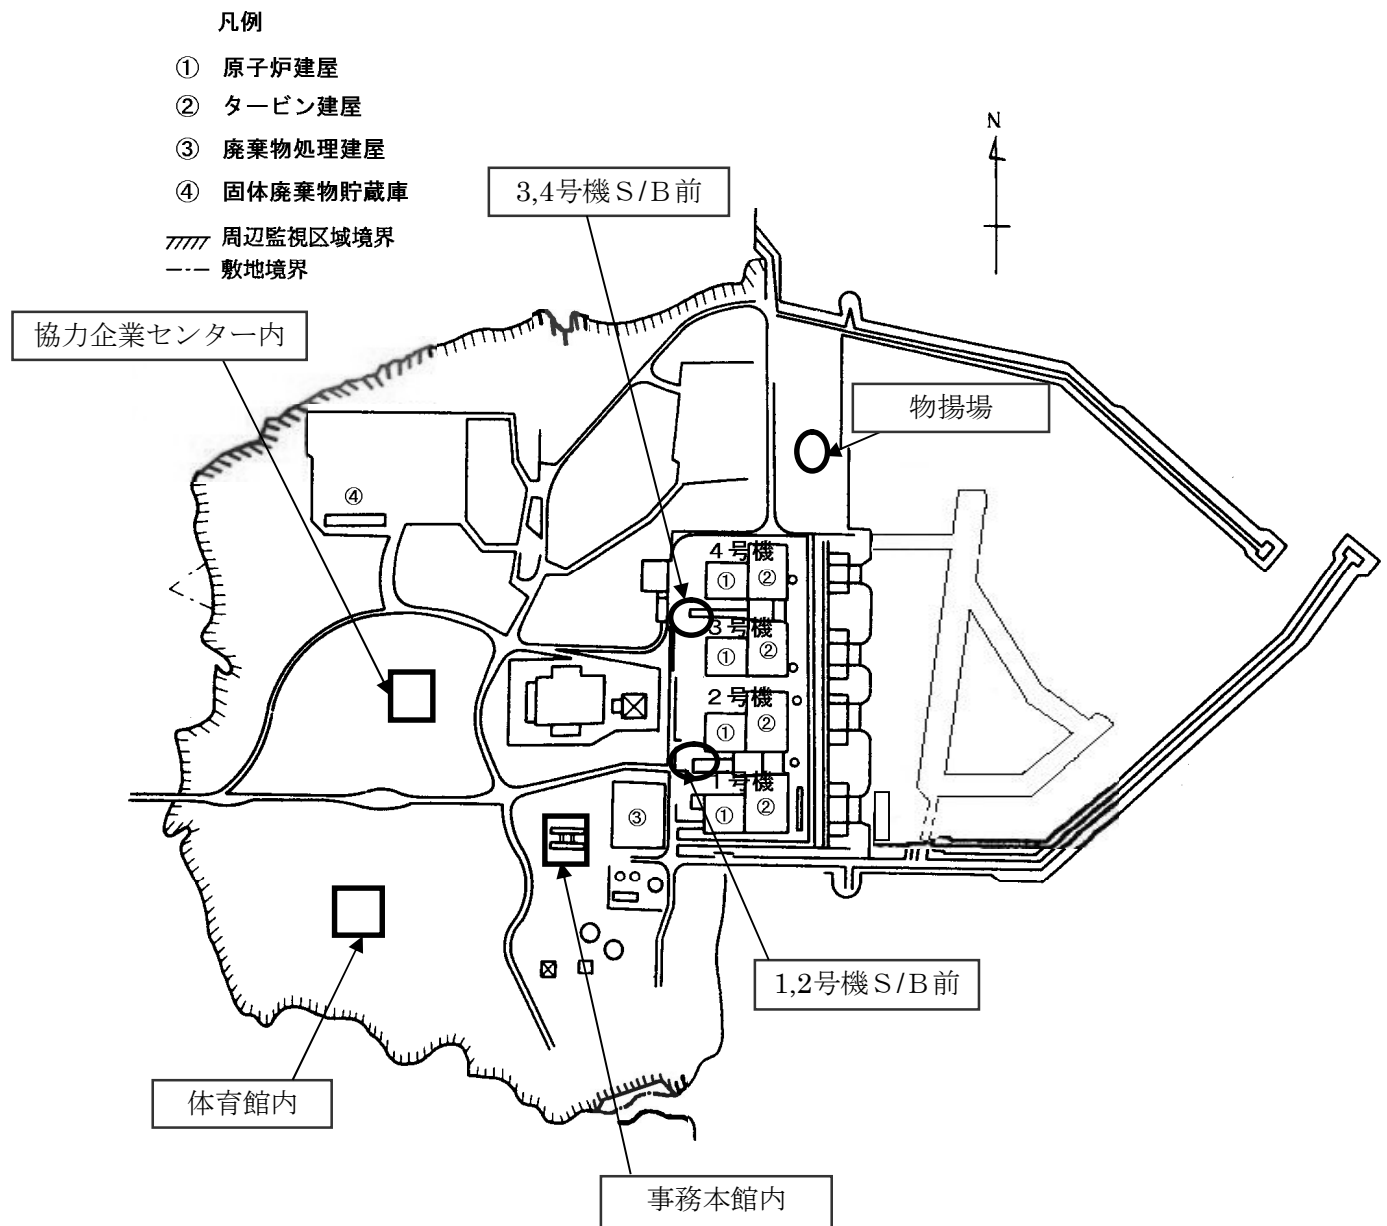 凡例
① 原子炉建屋
② タービン建屋
③ 廃棄物処理建屋
④ 固体廃棄物貯蔵庫
周辺監視区域境界
敷地境界
N
3,4号機S/B前
協力企業センター内
物揚場
④
4号機
①
②
3号機
①
②
2号機
①
②
1号機
①
②
③
1,2号機S/B前
体育館内
事務本館内